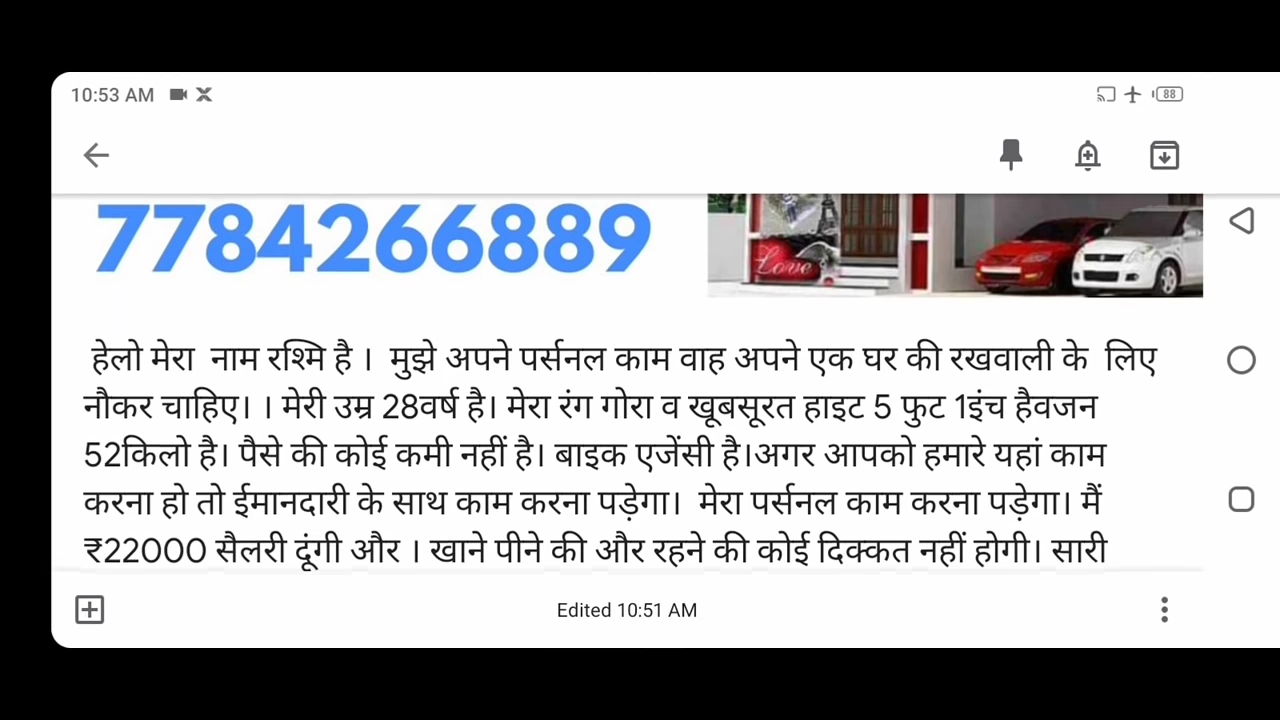 10:53 AM
88
7784266889
Love
हेलो मेरा नाम रश्मि है । मुझे अपने पर्सनल काम वाह अपने एक घर की रखवाली के लिए
नौकर चाहिए। । मेरी उम्र 28वर्ष है। मेरा रंग गोरा व खूबसूरत हाइट 5 फुट 1इंच हैवजन
52किलो है। पैसे की कोई कमी नहीं है। बाइक एजेंसी है।अगर आपको हमारे यहां काम
करना हो तो ईमानदारी के साथ काम करना पड़ेगा। मेरा पर्सनल काम करना पड़ेगा। मैं
₹22000 सैलरी दूंगी और । खाने पीने की और रहने की कोई दिक्कत नहीं होगी। सारी
Edited 10:51 AM